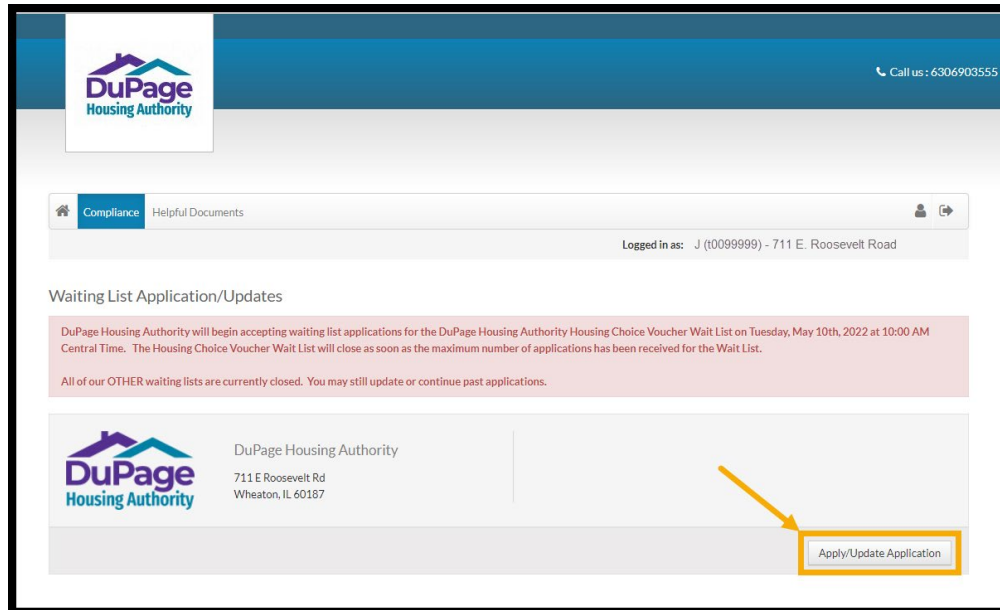 DuPage
Housing Authority
Call us : 6306903555
Compliance Helpful Documents
Logged in as: J (t0099999) - 711 E. Roosevelt Road
Waiting List Application/Updates
DuPage Housing Authority will begin accepting waiting list applications for the DuPage Housing Authority Housing Choice Voucher Wait List on Tuesday, May 10th, 2022 at 10:00 AM
Central Time. The Housing Choice Voucher Wait List will close as soon as the maximum number of applications has been received for the Wait List.
All of our OTHER waiting lists are currently closed. You may still update or continue past applications.
DuPage
Housing Authority
DuPage Housing Authority
711 E Roosevelt Rd
Wheaton, IL 60187
Apply/Update Application